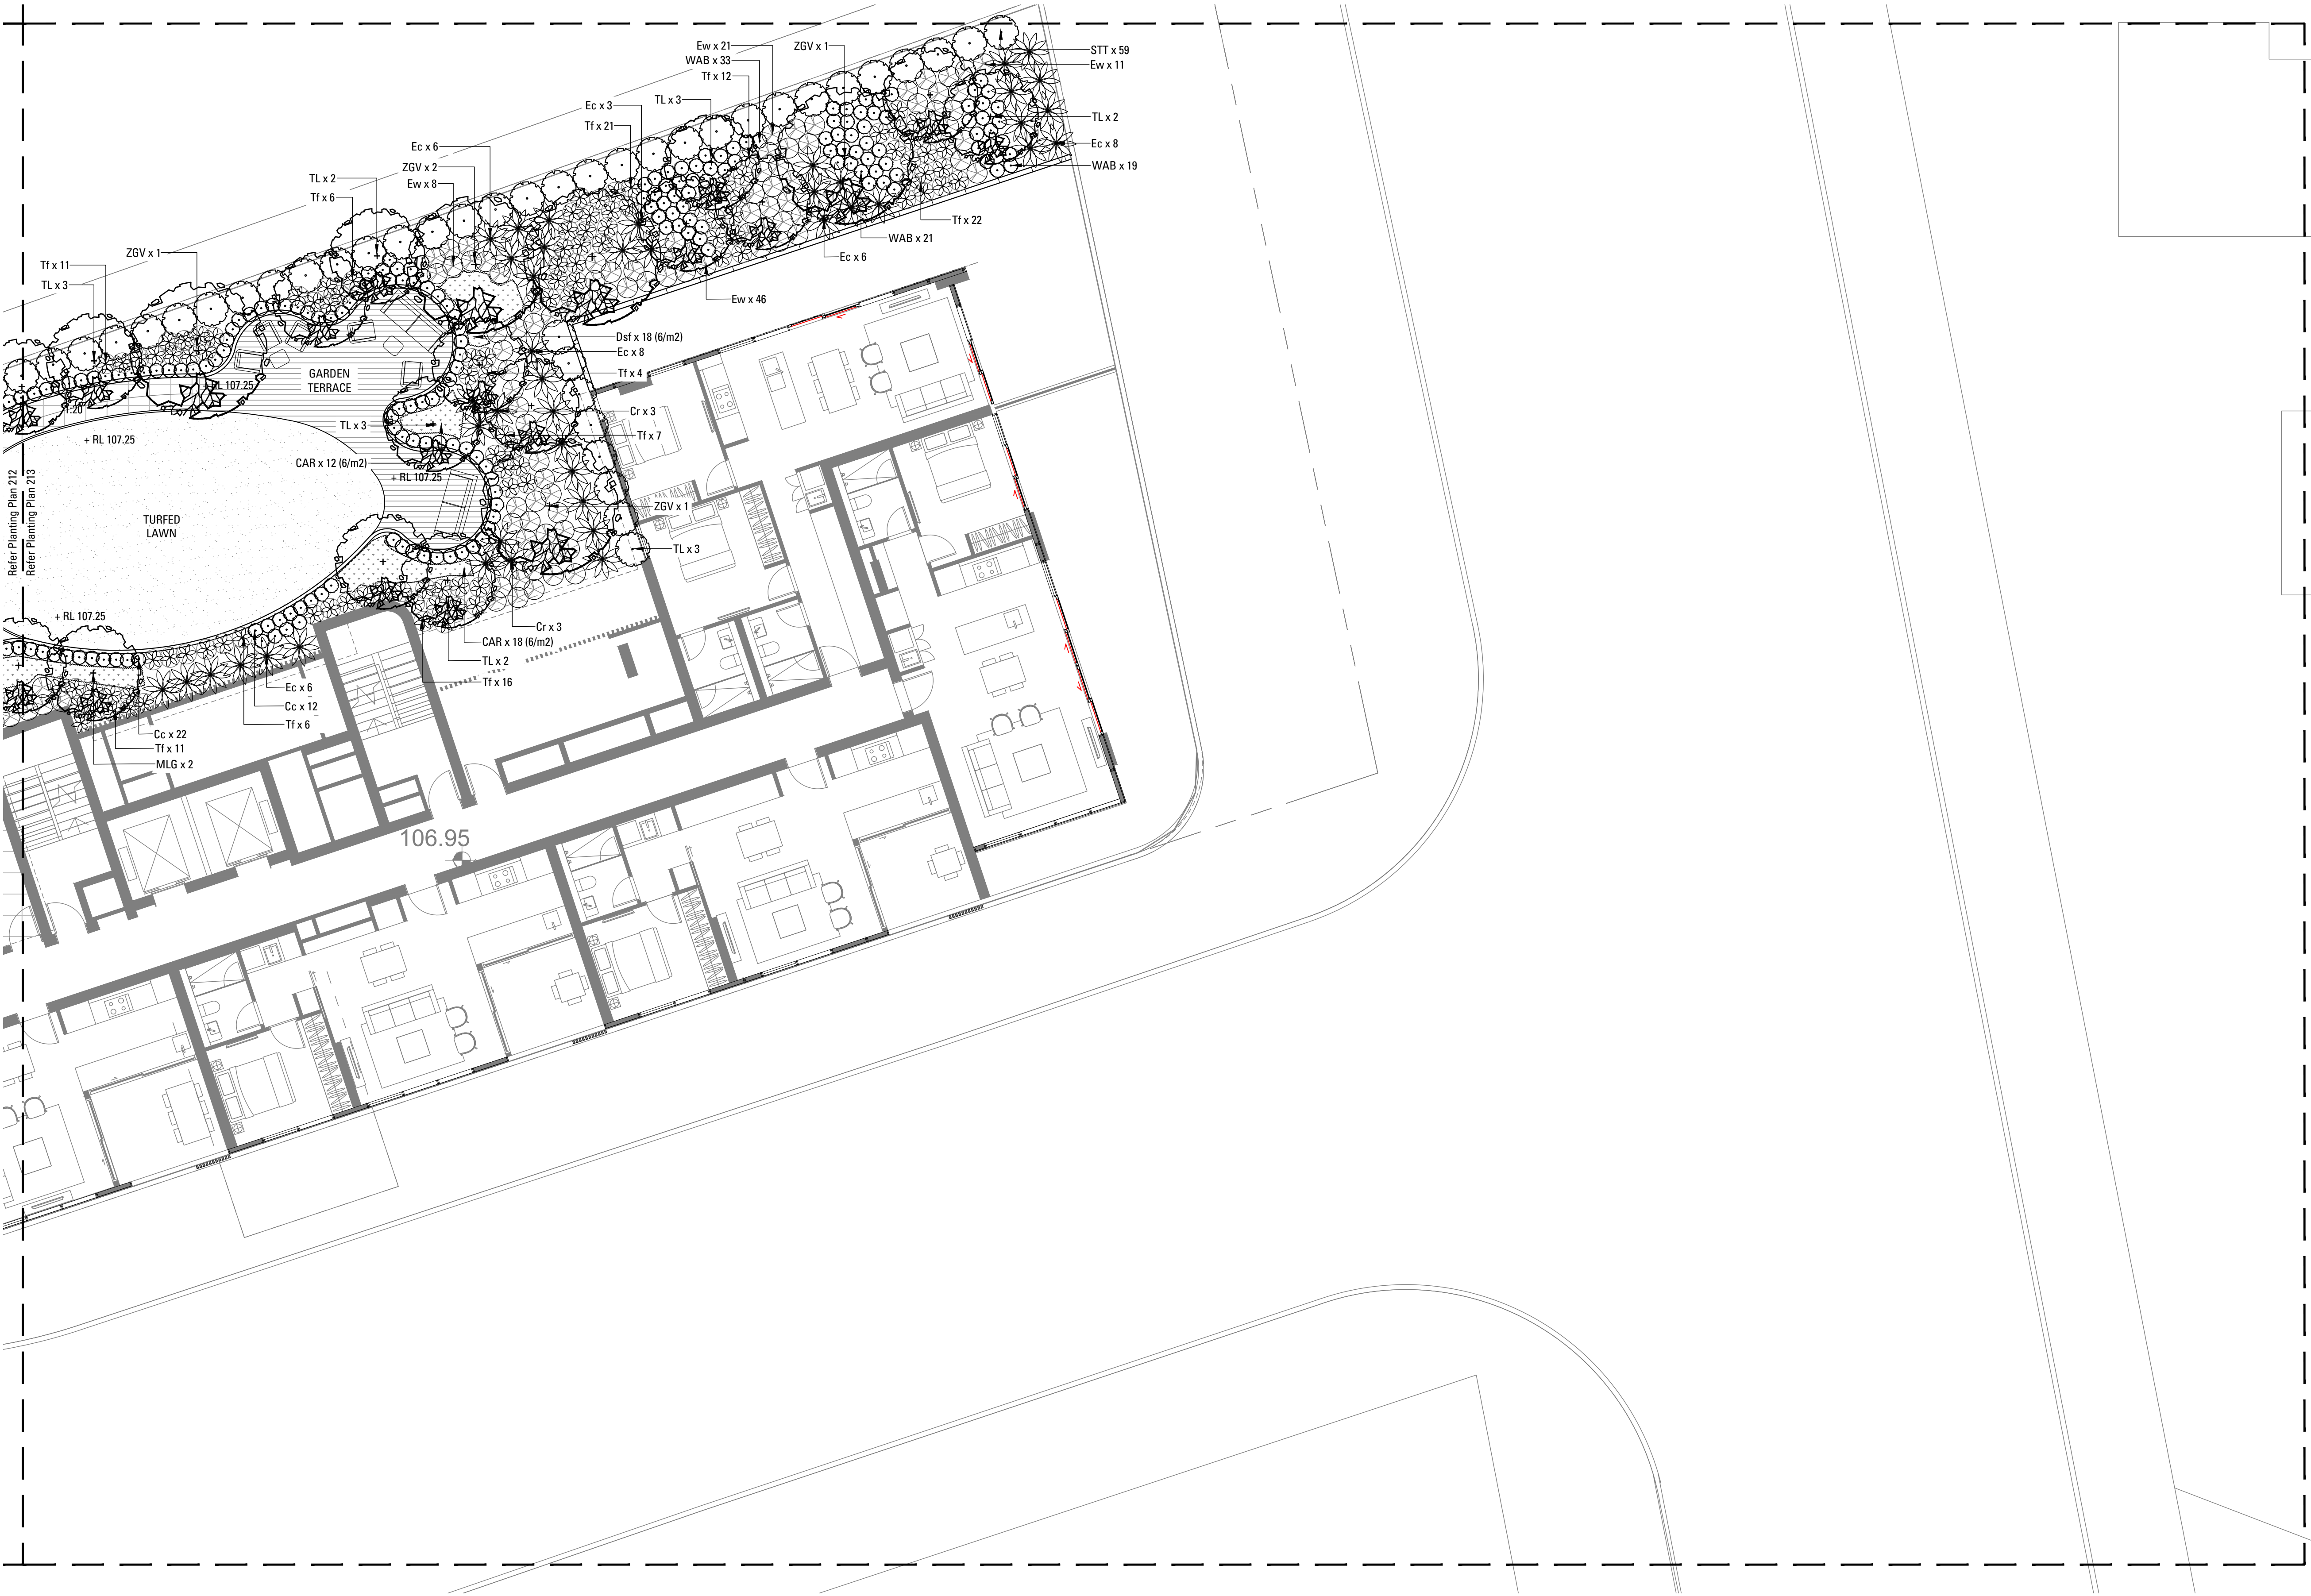 Ew x 21
ZGV x 1
STT x 59
WAB x 33
Ew x 11
Tf x 12
Ec x 3
TL x 3
TL x 2
Tf x 21
Ec x 8
Ec x 6
WAB x 19
ZGV x 2
TL x 2
Ew x 8
Tf x 6
Tf x 22
WAB x 21
ZGV x 1
Ec x 6
Tf x 11
TL x 3
Ew x 46
Dsf x 18 (6/m2)
Ec x 8
GARDEN
TERRACE
Tf x 4
+ RL 107.25
1:20
Cr x 3
TL x 3
Tf x 7
+ RL 107.25
CAR x 12 (6/m2)
+ RL 107.25
Refer Planting Plan 212
Refer Planting Plan 213
ZGV x 1
TURFED
LAWN
TL x 3
+ RL 107.25
Cr x 3
CAR x 18 (6/m2)
TL x 2
Tf x 16
Ec x 6
Cc x 12
Tf x 6
Cc x 22
Tf x 11
MLG x 2
106.95